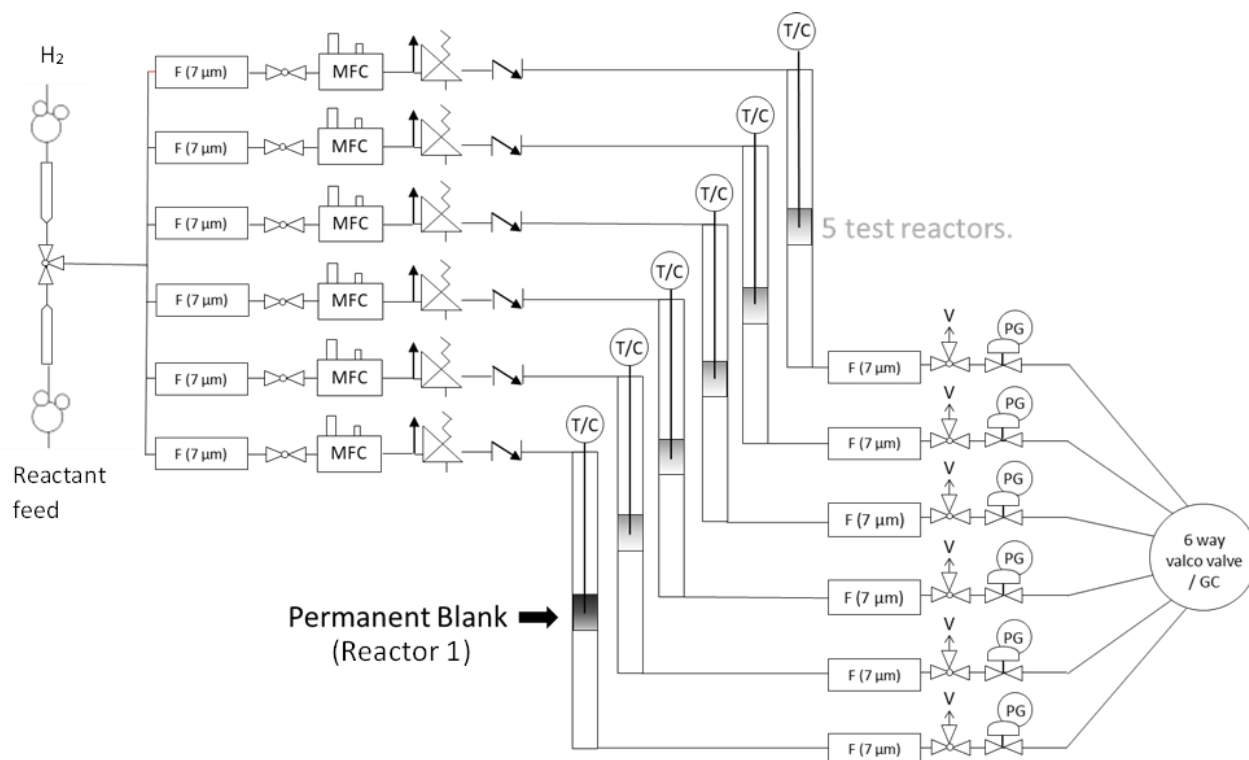 H₂
F (7 µm)
MFC
T/C
F (7 µm)
MFC
T/C
F (7 µm)
MFC
T/C
5 test reactors.
F (7 µm)
MFC
T/C
F (7 µm)
MFC
T/C
F (7 µm)
MFC
T/C
Reactant
feed
Permanent Blank
(Reactor 1)
V
PG
F (7 µm)
V
PG
F (7 µm)
V
PG
F (7 µm)
V
PG
F (7 µm)
V
PG
F (7 µm)
V
PG
F (7 µm)
6 way
valco valve
/ GC